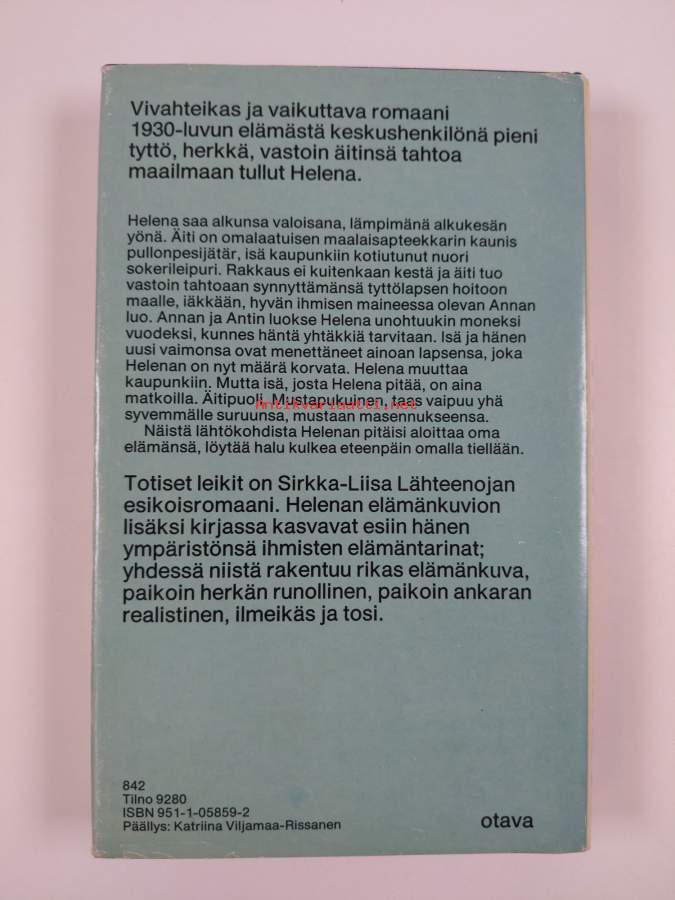 Vivahteikas ja vaikuttava romaani
1930-luvun elämästä keskushenkilönä pieni
tyttö, herkkä, vastoin äitinsä tahtoa
maailmaan tullut Helena.
Helena saa alkunsa valoisana, lämpimänä alkukesän
yönä. Äiti on omalaatuisen maalaisapteekkarin kaunis
pullonpesijätär, isä kaupunkiin kotiutunut nuori
sokerileipuri. Rakkaus ei kuitenkaan kestä ja äiti tuo
vastoin tahtoaan synnyttämänsä tyttölapsen hoitoon
maalle, iäkkään, hyvän ihmisen maineessa olevan Annan
luo. Annan ja Antin luokse Helena unohtuukin moneksi
vuodeksi, kunnes häntä yhtäkkiä tarvitaan. Isä ja hänen
uusi vaimonsa ovat menettäneet ainoan lapsensa, joka
Helenan on nyt määrä korvata. Helena muuttaa
kaupunkiin. Mutta isä, josta Helena pitää, on aina
matkoilla. Äitipuoli, Mustapukuinen, taas vaipuu yhä
Antikvariaatti.net
syvemmälle suruunsa, mustaan masennukseensa.
Näistä lähtökohdista Helenan pitäisi aloittaa oma
elämänsä, löytää halu kulkea eteenpäin omalla tiellään.
Totiset leikit on Sirkka-Liisa Lähteenojan
esikoisromaani. Helenan elämänkuvion
lisäksi kirjassa kasvavat esiin hänen
ympäristönsä ihmisten elämäntarinat;
yhdessä niistä rakentuu rikas elämänkuva,
paikoin herkän runollinen, paikoin ankaran
realistinen, ilmeikäs ja tosi.
842
Tilno 9280
ISBN 951-1-05859-2
Päällys: Katriina Viljamaa-Rissanen
otava